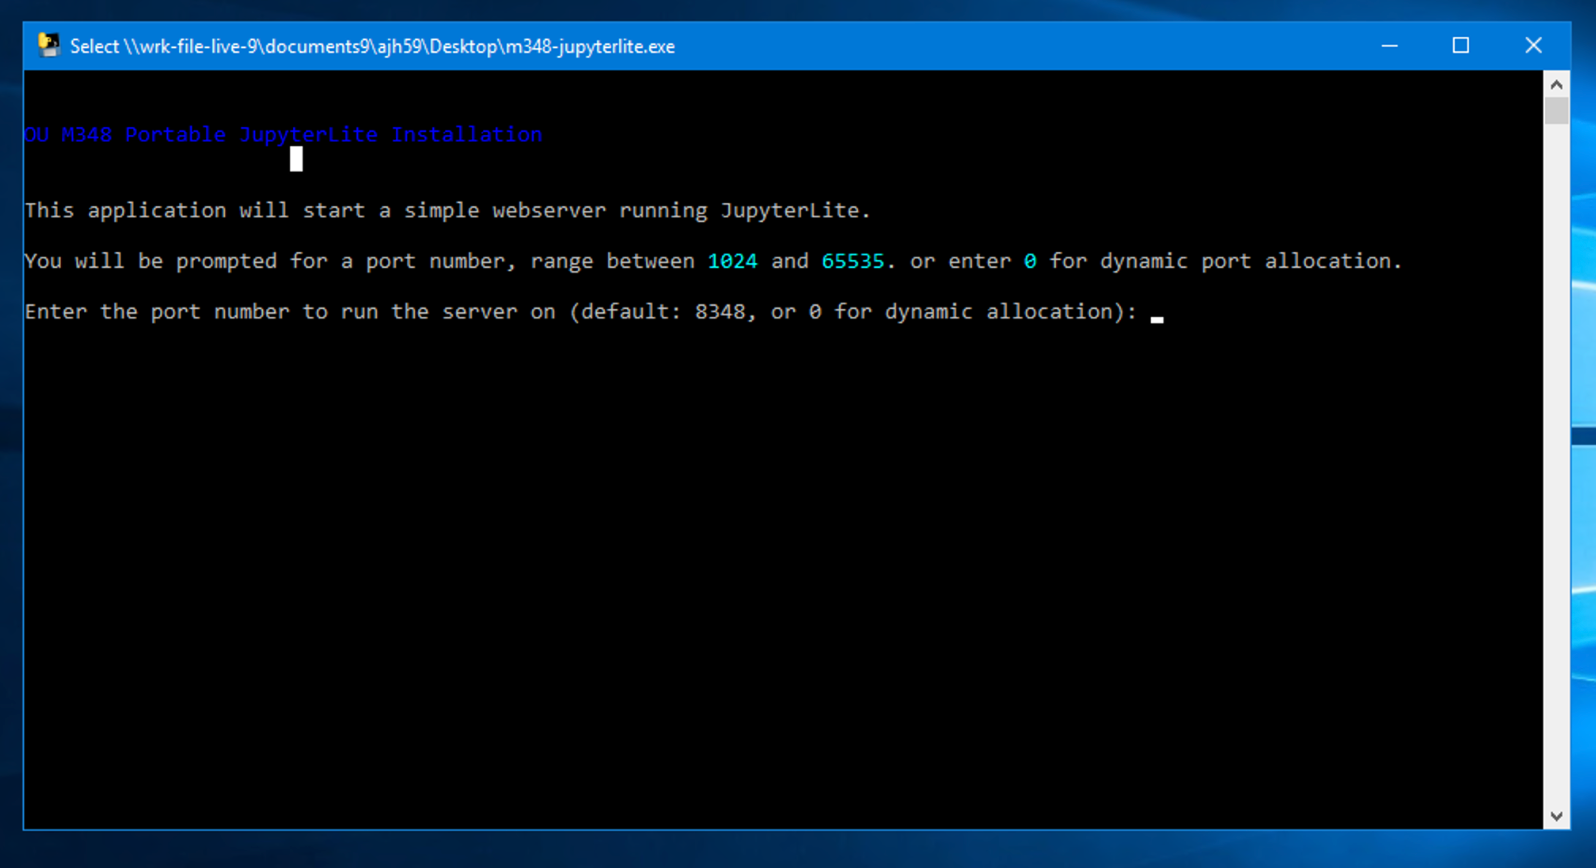 Select \\wrk-file-live-9\documents9\ajh59\Desktop\m348-jupyterlite.exe
OU M348 Portable JupyterLite Installation
This application will start a simple webserver running JupyterLite.
You will be prompted for a port number, range between 1024 and 65535. or enter 0 for dynamic port allocation.
Enter the port number to run the server on (default: 8348, or 0 for dynamic allocation):